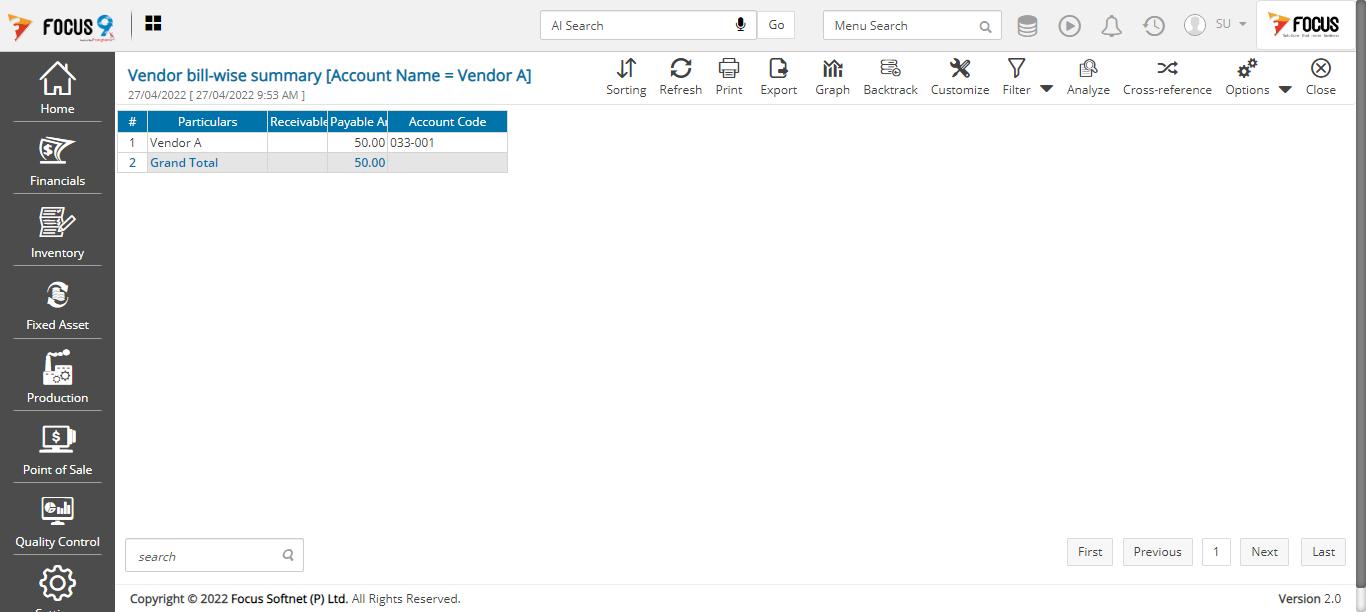 FOCUS 9
AI Search
Go
Menu Search
SU
FOCUS
Home
Financials
Inventory
Fixed Asset
Production
Point of Sale
Quality Control
Vendor bill-wise summary [Account Name = Vendor A]
27/04/2022 [ 27/04/2022 9:53 AM ]
Sorting
Refresh
Print
Export
Graph
Backtrack
Customize
Filter
Analyze
Cross-reference
Options
Close
# Particulars Receivable Payable Account Code
1 Vendor A 50.00 033-001
2 Grand Total 50.00
search
First
Previous
1
Next
Last
Copyright © 2022 Focus Softnet (P) Ltd. All Rights Reserved.
Version 2.0